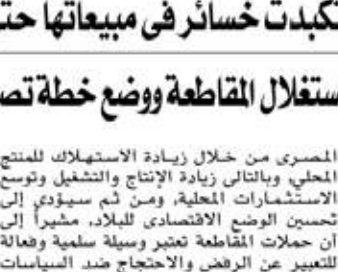 تكبدت خسائر فى مبيعاتها حتـ
ستغلال المقاطعة ووضع خطة تصـ
المصرى من خلال زيادة الاستهلاك للمنتج
المحلي، وبالتالى زيادة الإنتاج والتشغيل وتوسع
الاستثمارات المحلية، ومن ثم سيؤدى إلى
تحسين الوضع الاقتصادى للبلاد، مشيراً إلى
أن حملات المقاطعة تعتبر وسيلة سلمية وفعالة
للتعبير عن الرفض والاحتجاج ضد السياسات